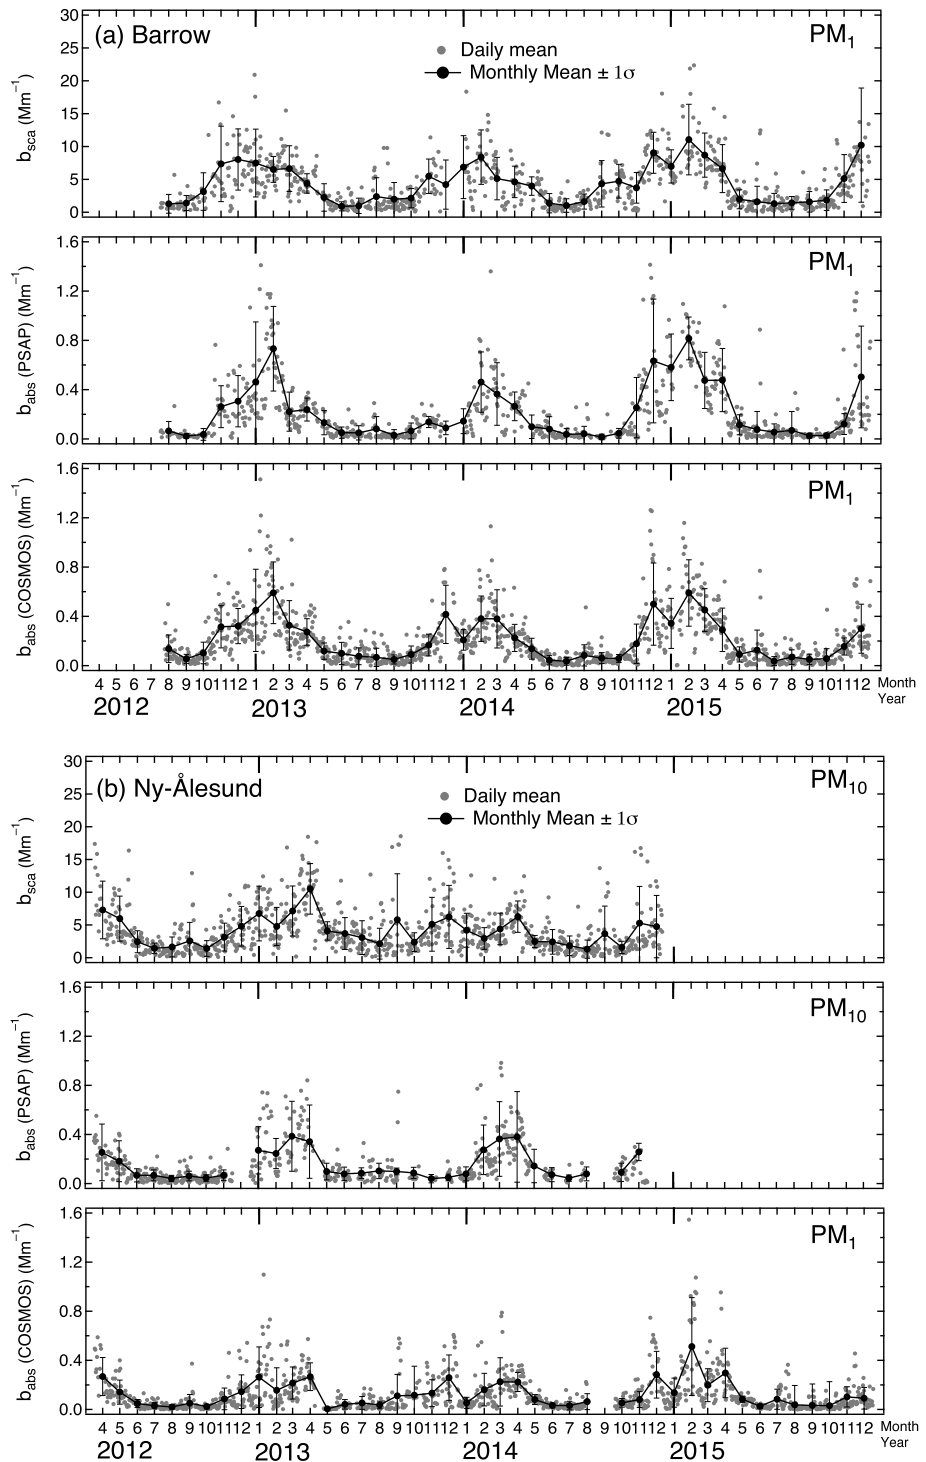 (a) Barrow
PM1
Daily mean
Monthly Mean ± 1σ
bsca (Mm−1)
30
25
20
15
10
5
0
PM1
babs (PSAP) (Mm−1)
1.6
1.2
0.8
0.4
0.0
PM1
babs (COSMOS) (Mm−1)
1.6
1.2
0.8
0.4
0.0
4 5 6 7 8 9 10 11 12 1 2 3 4 5 6 7 8 9 10 11 12 1 2 3 4 5 6 7 8 9 10 11 12 1 2 3 4 5 6 7 8 9 10 11 12 Month
Year
2012 2013 2014 2015
(b) Ny-Ålesund
PM10
Daily mean
Monthly Mean ± 1σ
bsca (Mm−1)
30
25
20
15
10
5
0
PM10
babs (PSAP) (Mm−1)
1.6
1.2
0.8
0.4
0.0
PM1
babs (COSMOS) (Mm−1)
1.6
1.2
0.8
0.4
0.0
4 5 6 7 8 9 10 11 12 1 2 3 4 5 6 7 8 9 10 11 12 1 2 3 4 5 6 7 8 9 10 11 12 1 2 3 4 5 6 7 8 9 10 11 12 Month
Year
2012 2013 2014 2015